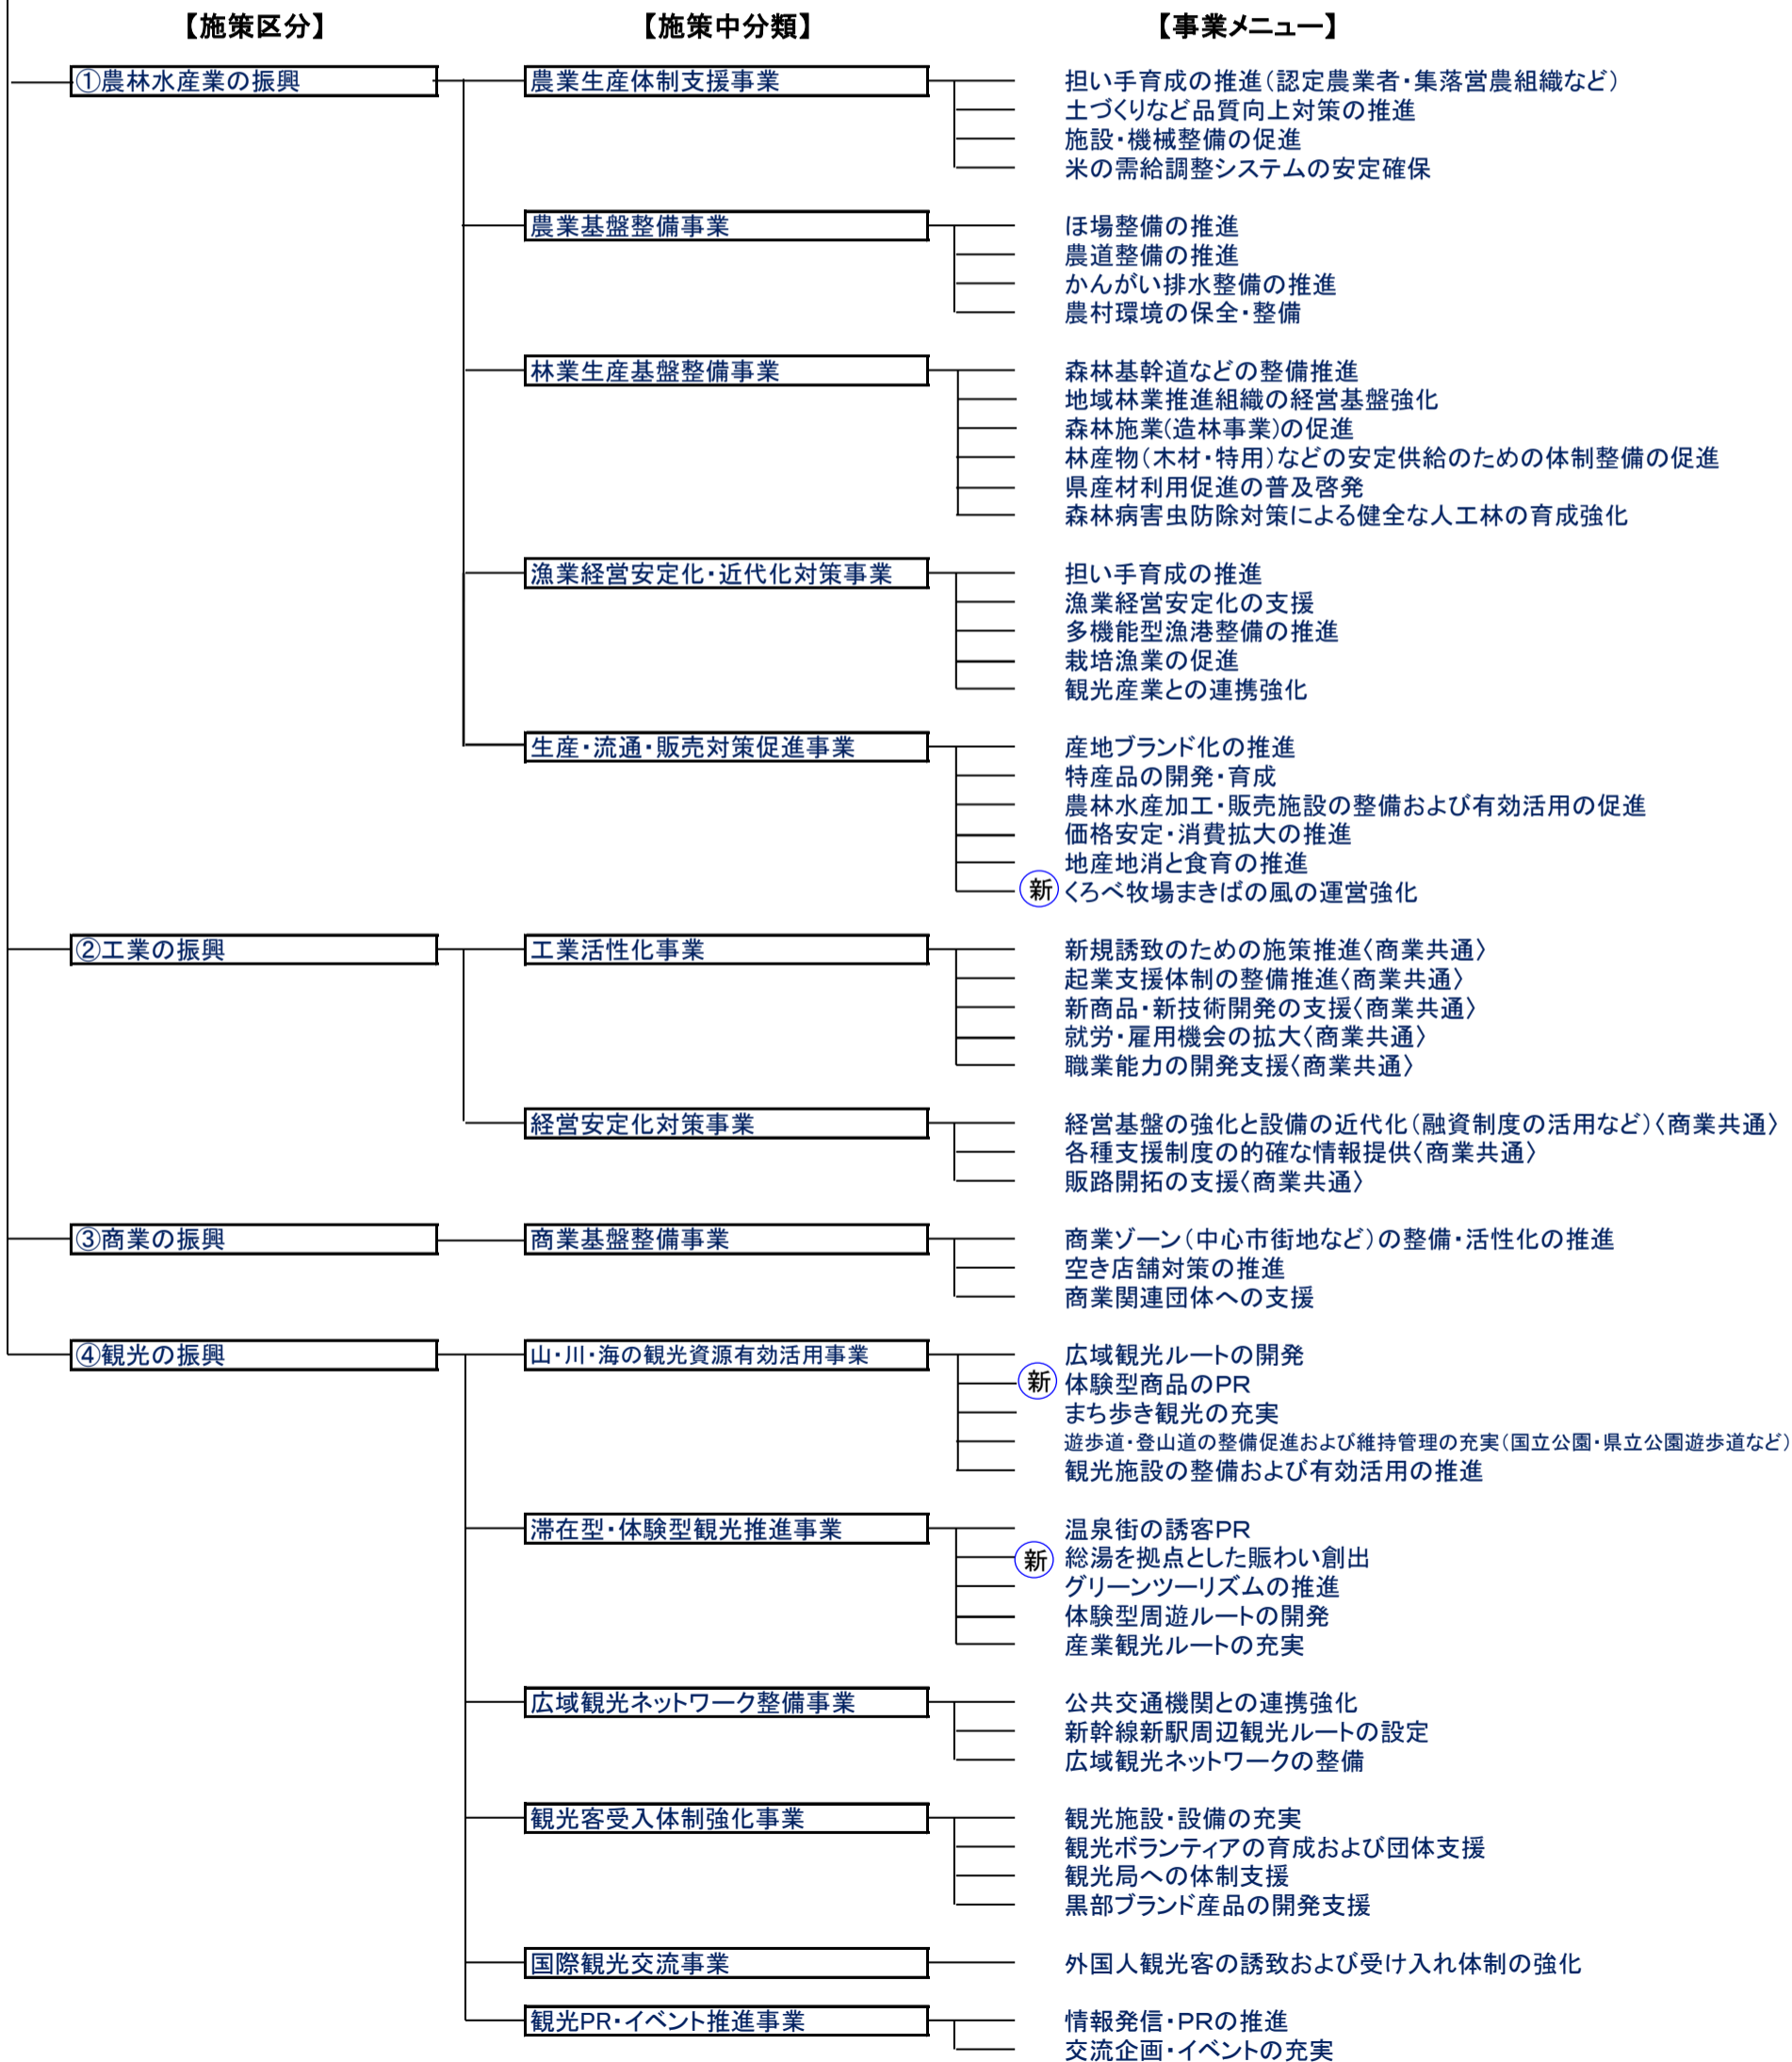 【施策区分】 【施策中分類】 【事業メニュー】
①農林水産業の振興 農業生産体制支援事業 担い手育成の推進（認定農業者・集落営農組織など）
土づくりなど品質向上対策の推進
施設・機械整備の促進
米の需給調整システムの安定確保
農業基盤整備事業 ほ場整備の推進
農道整備の推進
かんがい排水整備の推進
農村環境の保全・整備
林業生産基盤整備事業 森林基幹道などの整備推進
地域林業推進組織の経営基盤強化
森林施業(造林事業)の促進
林産物（木材・特用）などの安定供給のための体制整備の促進
県産材利用促進の普及啓発
森林病害虫防除対策による健全な人工林の育成強化
漁業経営安定化・近代化対策事業 担い手育成の推進
漁業経営安定化の支援
多機能型漁港整備の推進
栽培漁業の促進
観光産業との連携強化
生産・流通・販売対策促進事業 産地ブランド化の推進
特産品の開発・育成
農林水産加工・販売施設の整備および有効活用の促進
価格安定・消費拡大の推進
地産地消と食育の推進
新 くろべ牧場まきばの風の運営強化
②工業の振興 工業活性化事業 新規誘致のための施策推進〈商業共通〉
起業支援体制の整備推進〈商業共通〉
新商品・新技術開発の支援〈商業共通〉
就労・雇用機会の拡大〈商業共通〉
職業能力の開発支援〈商業共通〉
経営安定化対策事業 経営基盤の強化と設備の近代化（融資制度の活用など）〈商業共通〉
各種支援制度の的確な情報提供〈商業共通〉
販路開拓の支援〈商業共通〉
③商業の振興 商業基盤整備事業 商業ゾーン（中心市街地など）の整備・活性化の推進
空き店舗対策の推進
商業関連団体への支援
④観光の振興 山・川・海の観光資源有効活用事業 広域観光ルートの開発
新 体験型商品のPR
まち歩き観光の充実
遊歩道・登山道の整備促進および維持管理の充実（国立公園・県立公園遊歩道など）
観光施設の整備および有効活用の推進
滞在型・体験型観光推進事業 温泉街の誘客PR
新 総湯を拠点とした賑わい創出
グリーンツーリズムの推進
体験型周遊ルートの開発
産業観光ルートの充実
広域観光ネットワーク整備事業 公共交通機関との連携強化
新幹線新駅周辺観光ルートの設定
広域観光ネットワークの整備
観光客受入体制強化事業 観光施設・設備の充実
観光ボランティアの育成および団体支援
観光局への体制支援
黒部ブランド産品の開発支援
国際観光交流事業 外国人観光客の誘致および受け入れ体制の強化
観光PR・イベント推進事業 情報発信・PRの推進
交流企画・イベントの充実